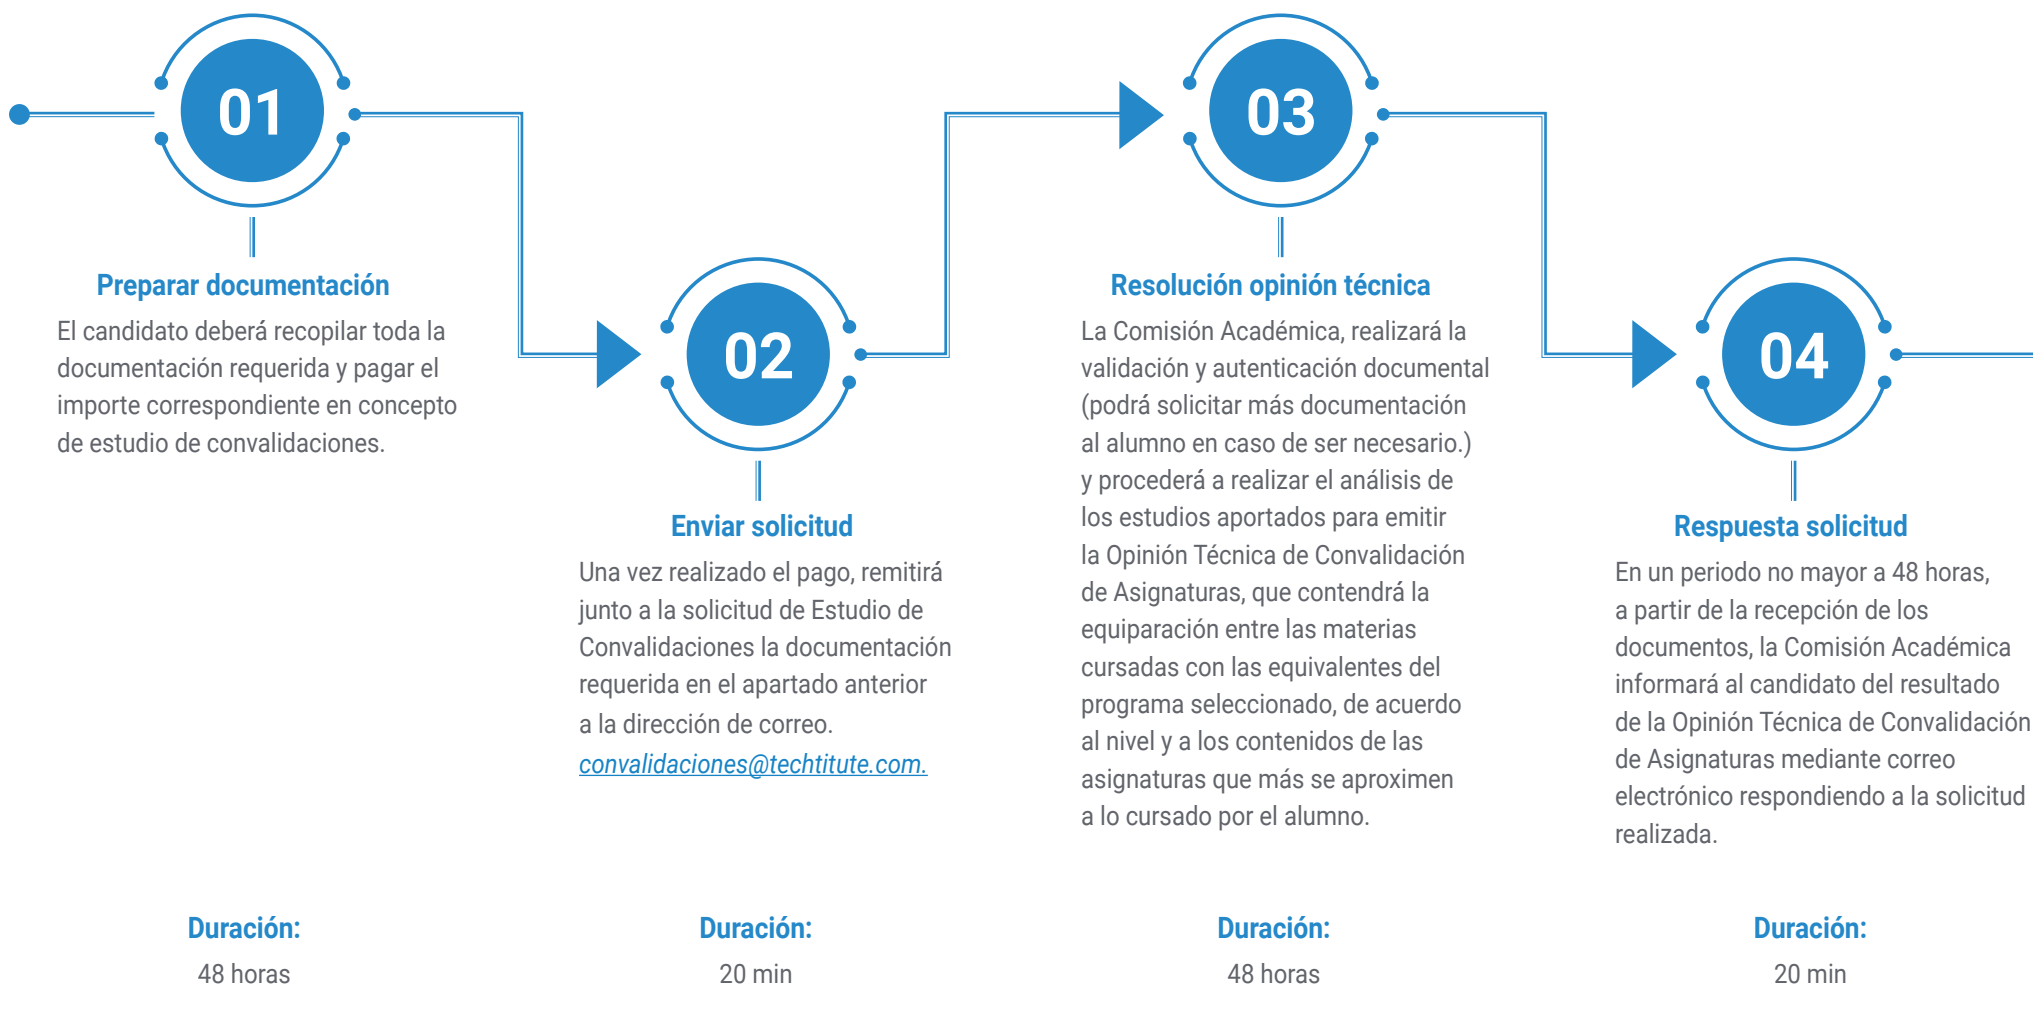 01
Preparar documentación
El candidato deberá recopilar toda la
documentación requerida y pagar el
importe correspondiente en concepto
de estudio de convalidaciones.
Duración:
48 horas
02
Enviar solicitud
Una vez realizado el pago, remitirá
junto a la solicitud de Estudio de
Convalidaciones la documentación
requerida en el apartado anterior
a la dirección de correo.
convalidaciones@techtitute.com.
Duración:
20 min
03
Resolución opinión técnica
La Comisión Académica, realizará la
validación y autenticación documental
(podrá solicitar más documentación
al alumno en caso de ser necesario.)
y procederá a realizar el análisis de
los estudios aportados para emitir
la Opinión Técnica de Convalidación
de Asignaturas, que contendrá la
equiparación entre las materias
cursadas con las equivalentes del
programa seleccionado, de acuerdo
al nivel y a los contenidos de las
asignaturas que más se aproximen
a lo cursado por el alumno.
Duración:
48 horas
04
Respuesta solicitud
En un periodo no mayor a 48 horas,
a partir de la recepción de los
documentos, la Comisión Académica
informará al candidato del resultado
de la Opinión Técnica de Convalidación
de Asignaturas mediante correo
electrónico respondiendo a la solicitud
realizada.
Duración:
20 min